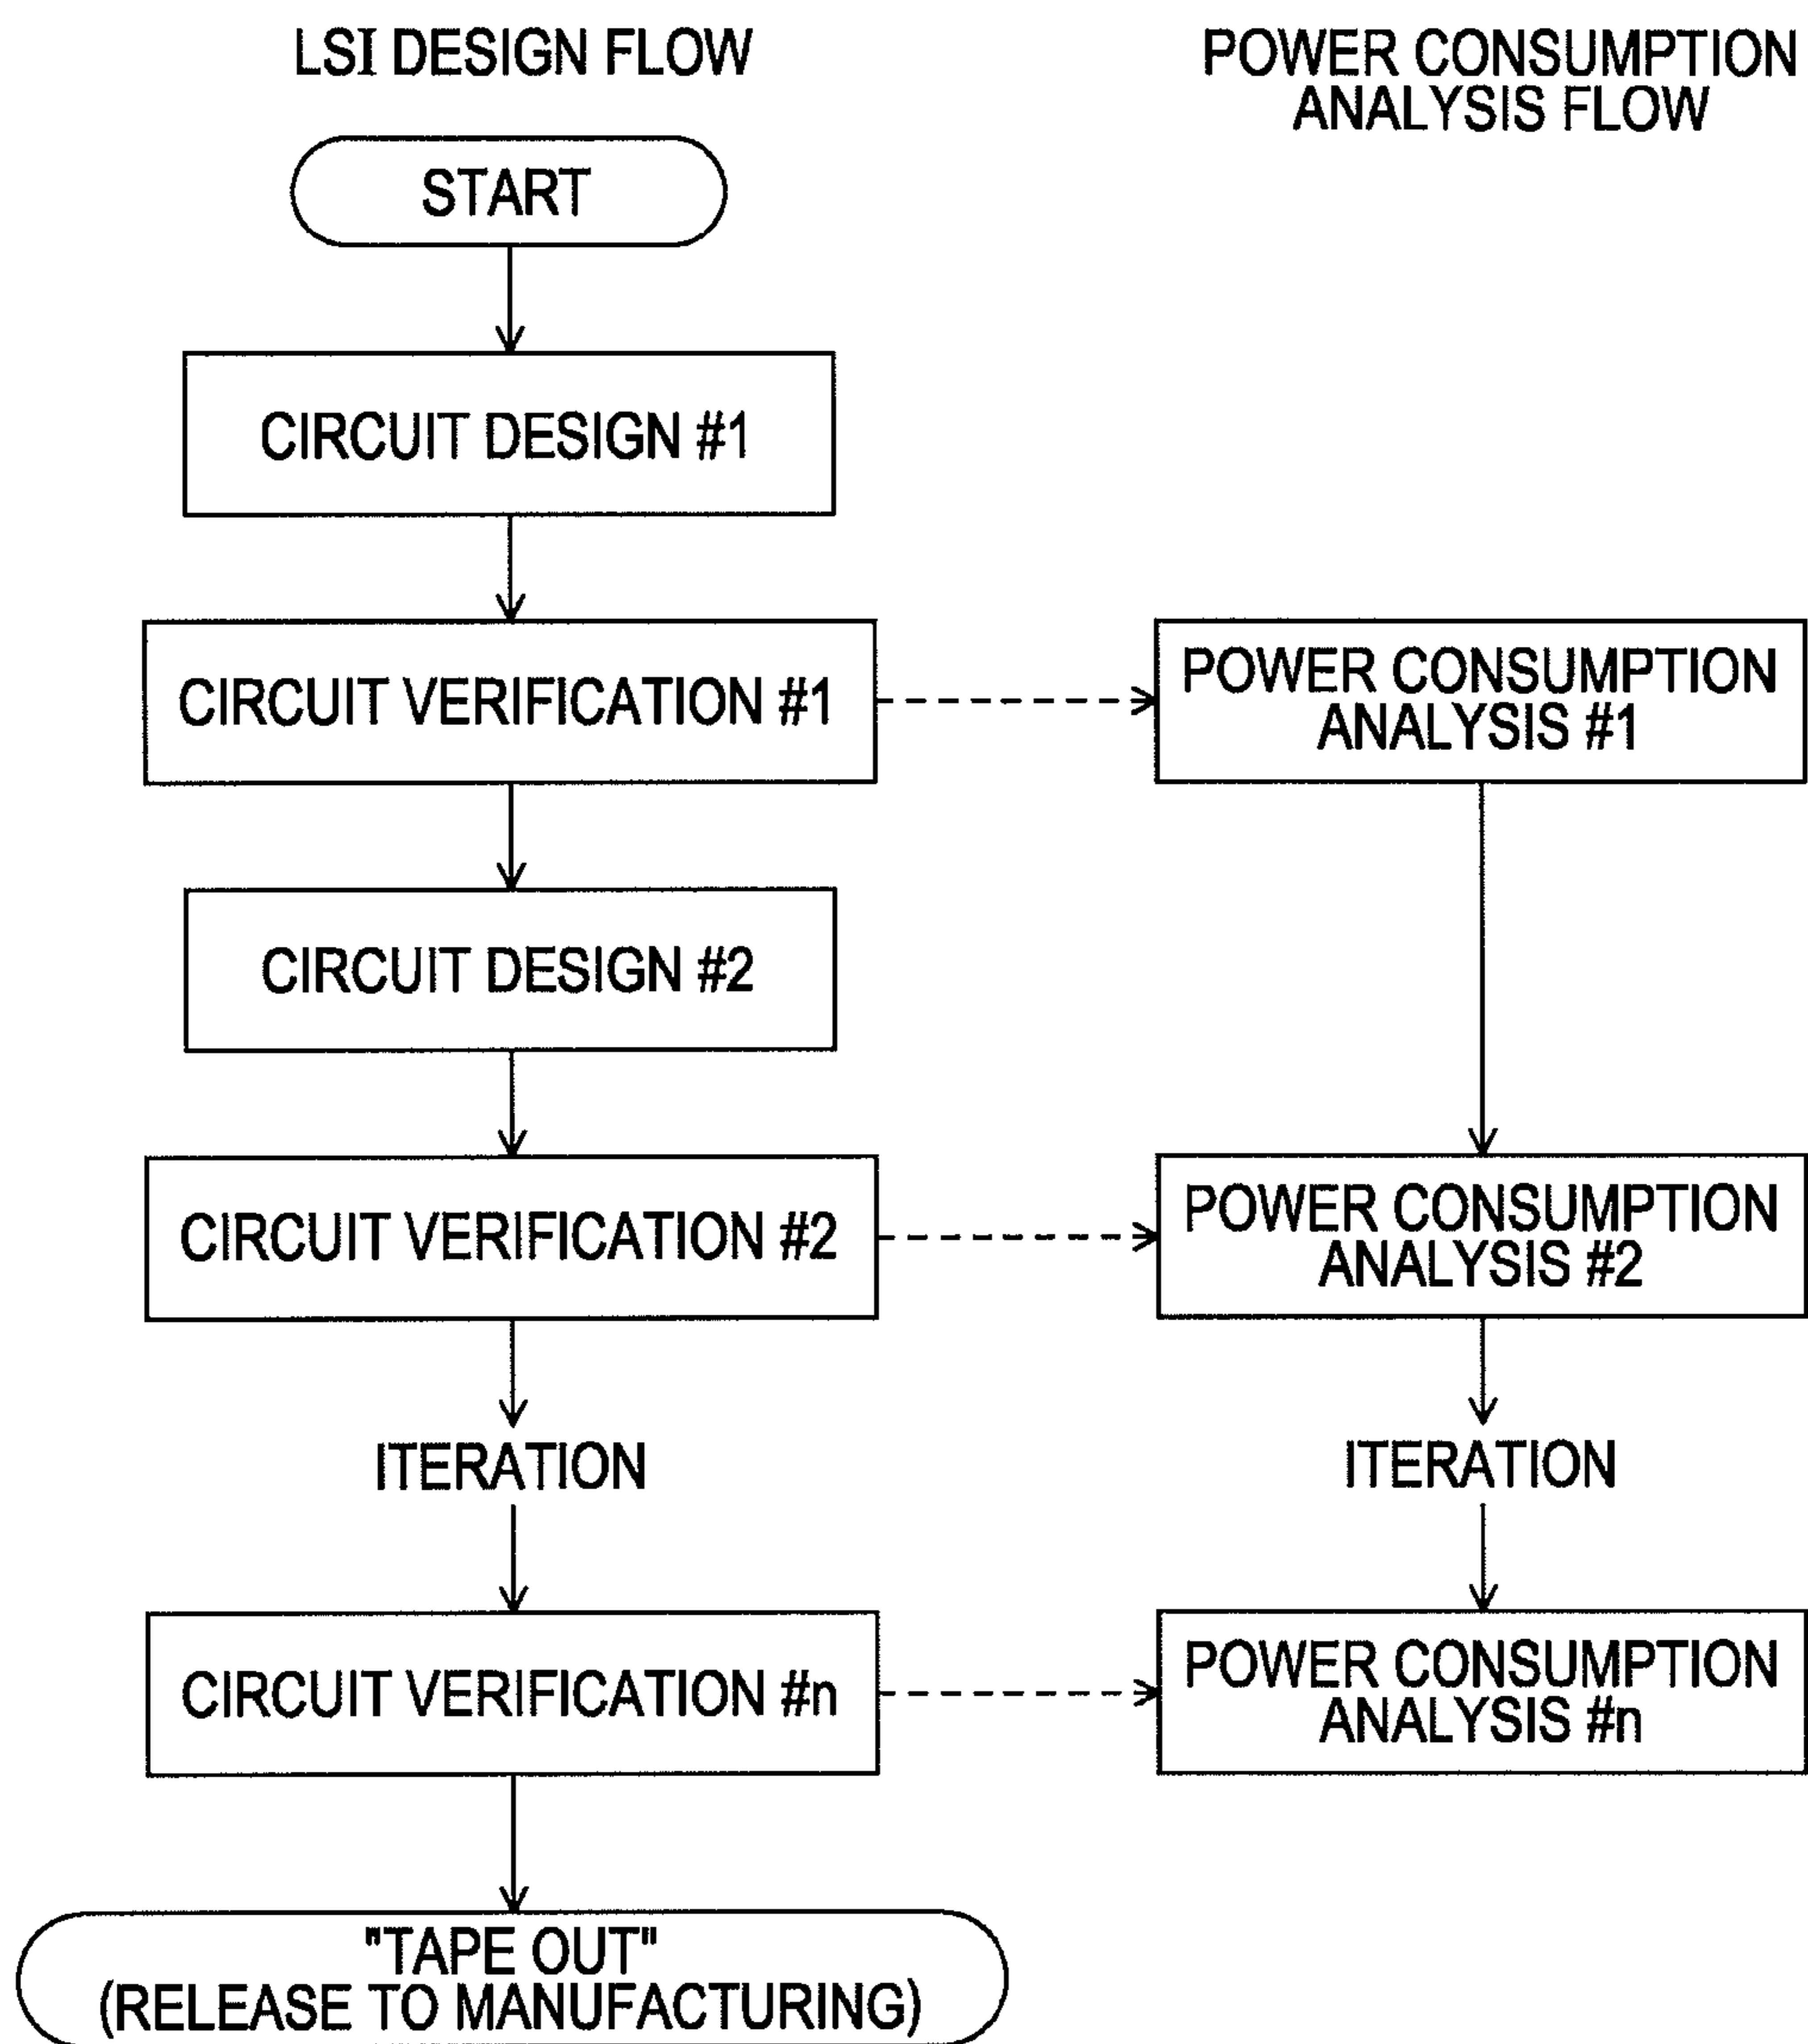 LSI DESIGN FLOW
POWER CONSUMPTION
ANALYSIS FLOW
START
CIRCUIT DESIGN #1
CIRCUIT VERIFICATION #1
POWER CONSUMPTION
ANALYSIS #1
CIRCUIT DESIGN #2
CIRCUIT VERIFICATION #2
POWER CONSUMPTION
ANALYSIS #2
ITERATION
ITERATION
CIRCUIT VERIFICATION #n
POWER CONSUMPTION
ANALYSIS #n
"TAPE OUT"
(RELEASE TO MANUFACTURING)